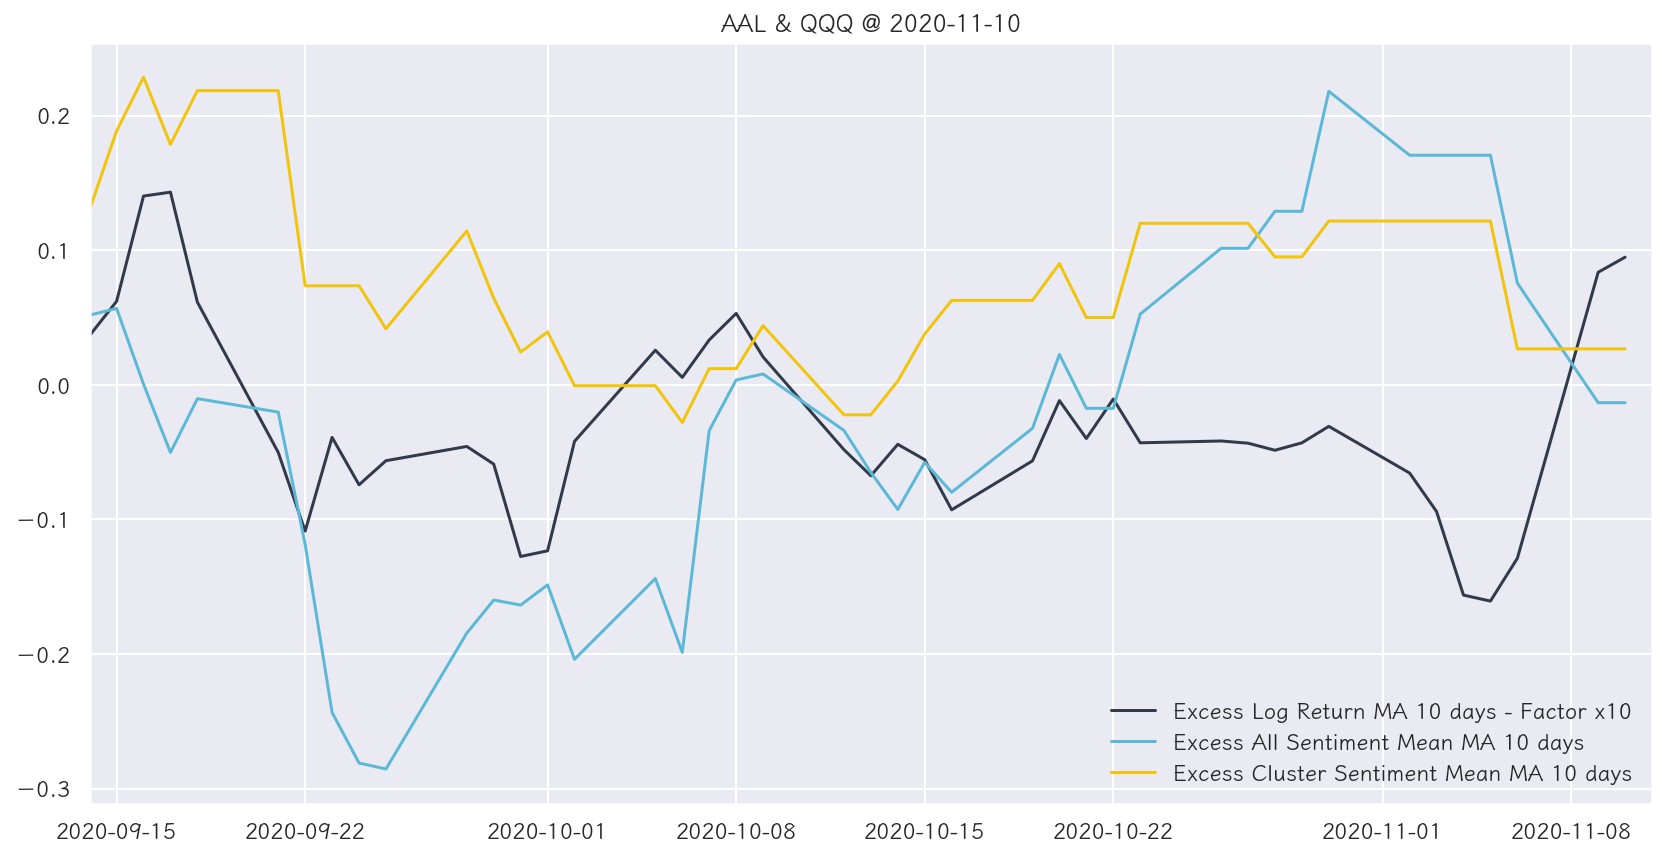 AAL & QQQ @ 2020-11-10
0.2
0.1
0.0
−0.1
−0.2
−0.3
Excess Log Return MA 10 days - Factor x10
Excess All Sentiment Mean MA 10 days
Excess Cluster Sentiment Mean MA 10 days
2020-09-15 2020-09-22 2020-10-01 2020-10-08 2020-10-15 2020-10-22 2020-11-01 2020-11-08